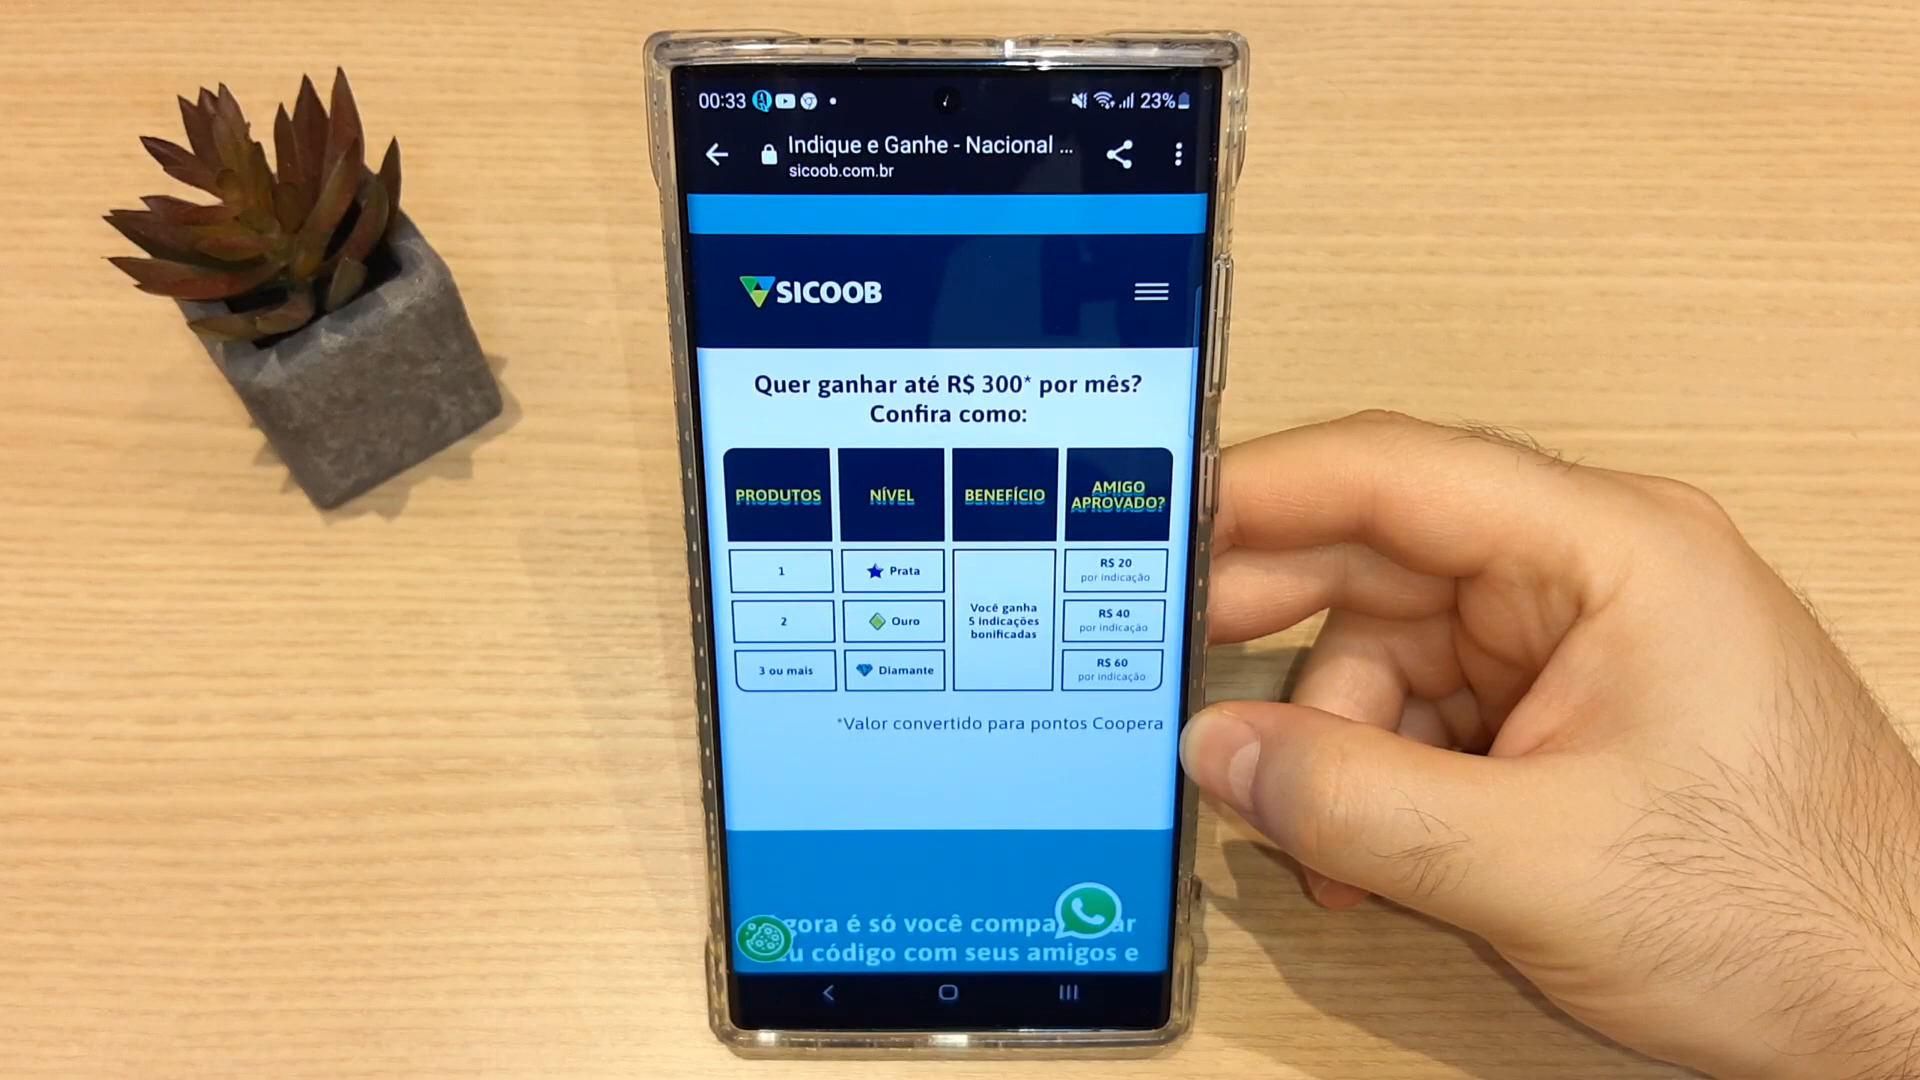 00:33
23%
Indique e Ganhe - Nacional ...
sicoob.com.br
SICOOB
Quer ganhar até R$ 300* por mês?
Confira como:
PRODUTOS
NÍVEL
BENEFÍCIO
AMIGO
APROVADO?
1
Prata
R$ 20
por indicação
2
Ouro
Você ganha
5 indicações
bonificadas
R$ 40
por indicação
3 ou mais
Diamante
R$ 60
por indicação
*Valor convertido para pontos Coopera
é só você
código com seus amigos e